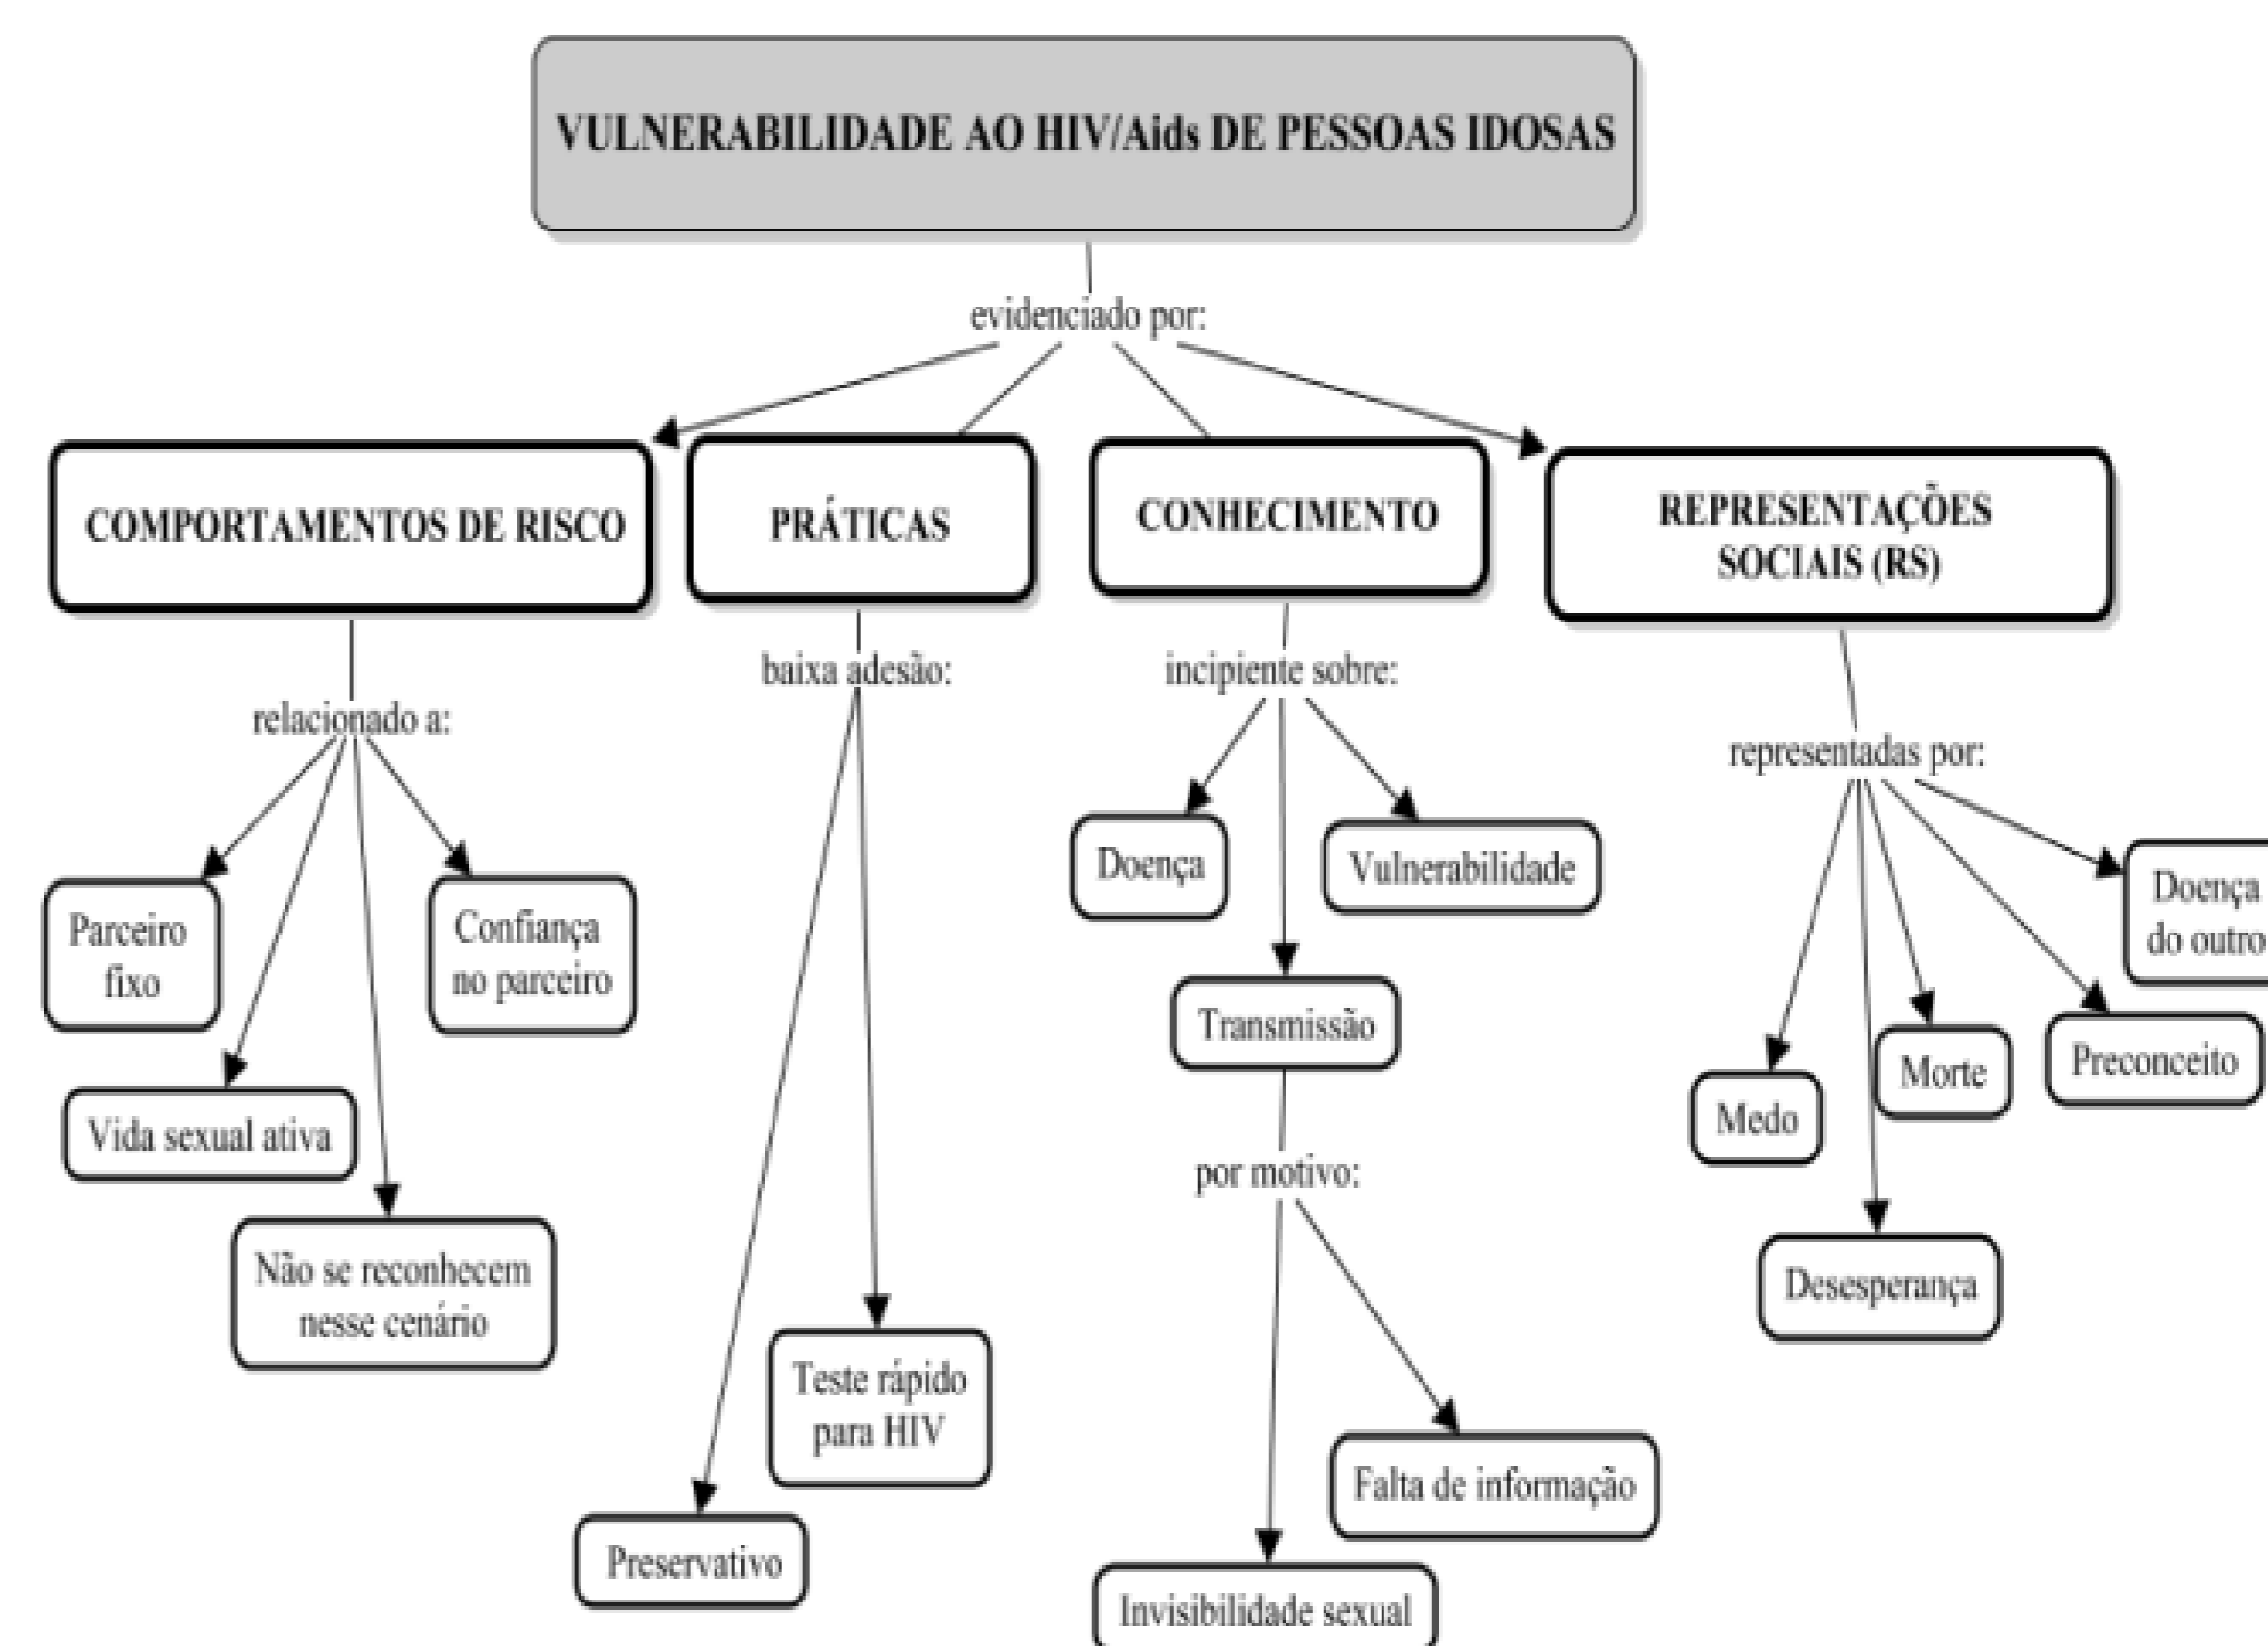 VULNERABILIDADE AO HIV/Aids DE PESSOAS IDOSAS
evidenciado por:
COMPORTAMENTOS DE RISCO
PRÁTICAS
CONHECIMENTO
REPRESENTAÇÕES
SOCIAIS (RS)
relacionado a:
baixa adesão:
incipiente sobre:
representadas por:
Parceiro
fixo
Confiança
no parceiro
Vida sexual ativa
Não se reconhecem
nesse cenário
Teste rápido
para HIV
Preservativo
Doença
Vulnerabilidade
Transmissão
por motivo:
Falta de informação
Invisibilidade sexual
Doença
do outro
Preconceito
Morte
Medo
Desesperança